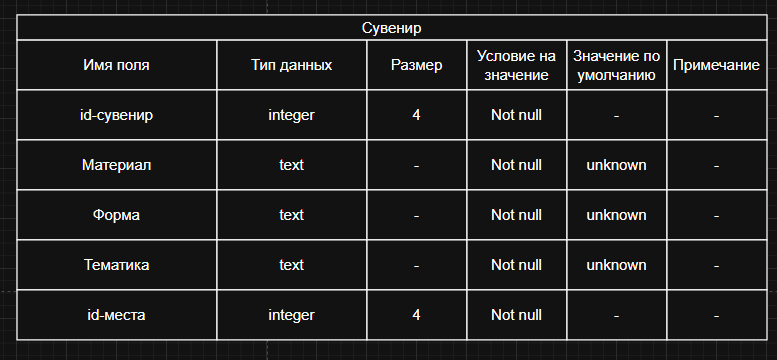 Сувенир
Имя поля Тип данных Размер Условие на значение Значение по умолчанию Примечание
id-сувенир integer 4 Not null - -
Материал text - Not null unknown -
Форма text - Not null unknown -
Тематика text - Not null unknown -
id-места integer 4 Not null - -